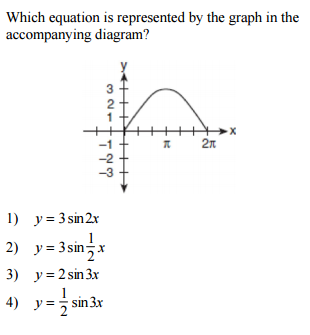 Which equation is represented by the graph in the
accompanying diagram?
y
3
2
1
x
-1
π
2π
-2
-3
1) y = 3 sin 2x
2) y = 3 sin 1/2 x
3) y = 2 sin 3x
4) y = 1/2 sin 3x